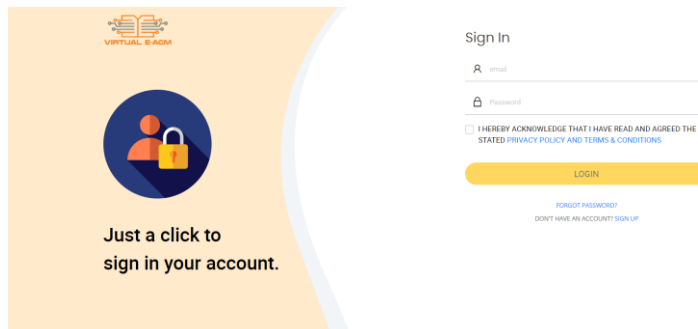 VIRTUAL E-AGM
Just a click to
sign in your account.
Sign In
email
Password
I HEREBY ACKNOWLEDGE THAT I HAVE READ AND AGREED THE
STATED PRIVACY POLICY AND TERMS & CONDITIONS
LOGIN
FORGOT PASSWORD?
DON'T HAVE AN ACCOUNT? SIGN UP